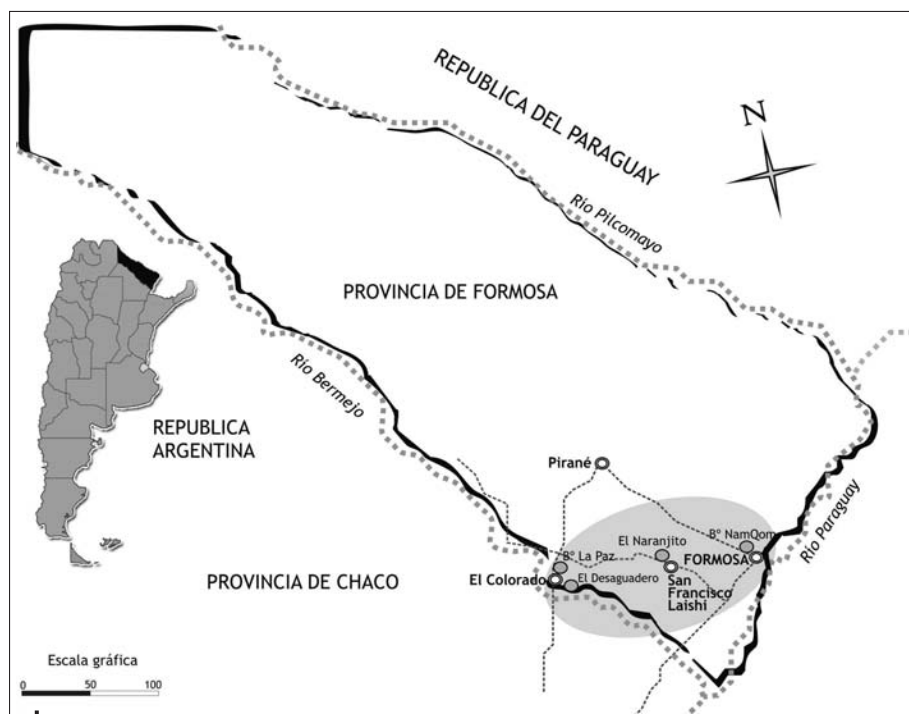 REPUBLICA DEL PARAGUAY
N
Río Pilcomayo
PROVINCIA DE FORMOSA
Río Bermejo
REPUBLICA
ARGENTINA
Pirané
Río Paraguay
Bº NamQom
El Naranjito
FORMOSA
Bº La Paz
El Colorado
El Desaguadero
San
Francisco
Laishí
PROVINCIA DE CHACO
Escala gráfica
0 50 100